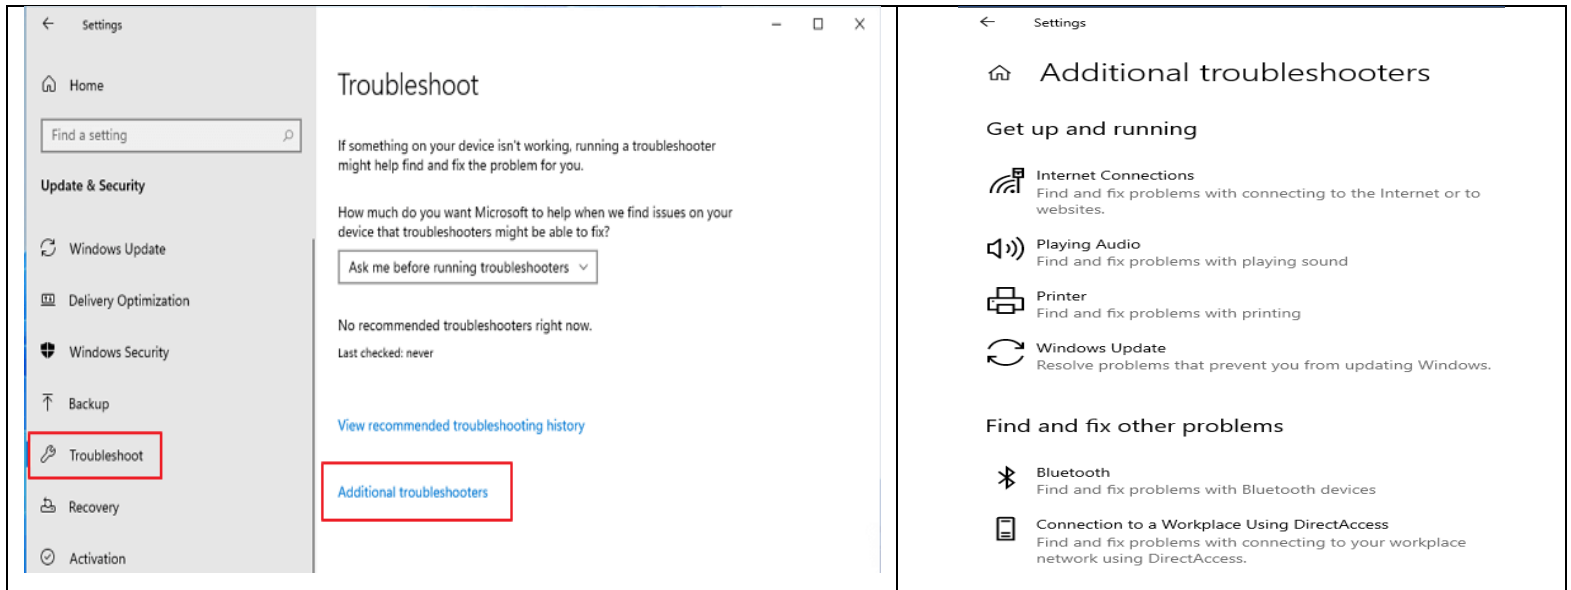 Settings
Home
Find a setting
Update & Security
Windows Update
Delivery Optimization
Windows Security
Backup
Troubleshoot
Recovery
Activation
Troubleshoot
If something on your device isn't working, running a troubleshooter
might help find and fix the problem for you.
How much do you want Microsoft to help when we find issues on your
device that troubleshooters might be able to fix?
Ask me before running troubleshooters
No recommended troubleshooters right now.
Last checked: never
View recommended troubleshooting history
Additional troubleshooters
Settings
Additional troubleshooters
Get up and running
Internet Connections
Find and fix problems with connecting to the Internet or to
websites.
Playing Audio
Find and fix problems with playing sound
Printer
Find and fix problems with printing
Windows Update
Resolve problems that prevent you from updating Windows.
Find and fix other problems
Bluetooth
Find and fix problems with Bluetooth devices
Connection to a Workplace Using DirectAccess
Find and fix problems with connecting to your workplace
network using DirectAccess.